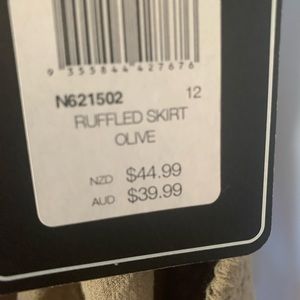 9 355844 427676
N621502 12
RUFFLED SKIRT
OLIVE
NZD $44.99
AUD $39.99